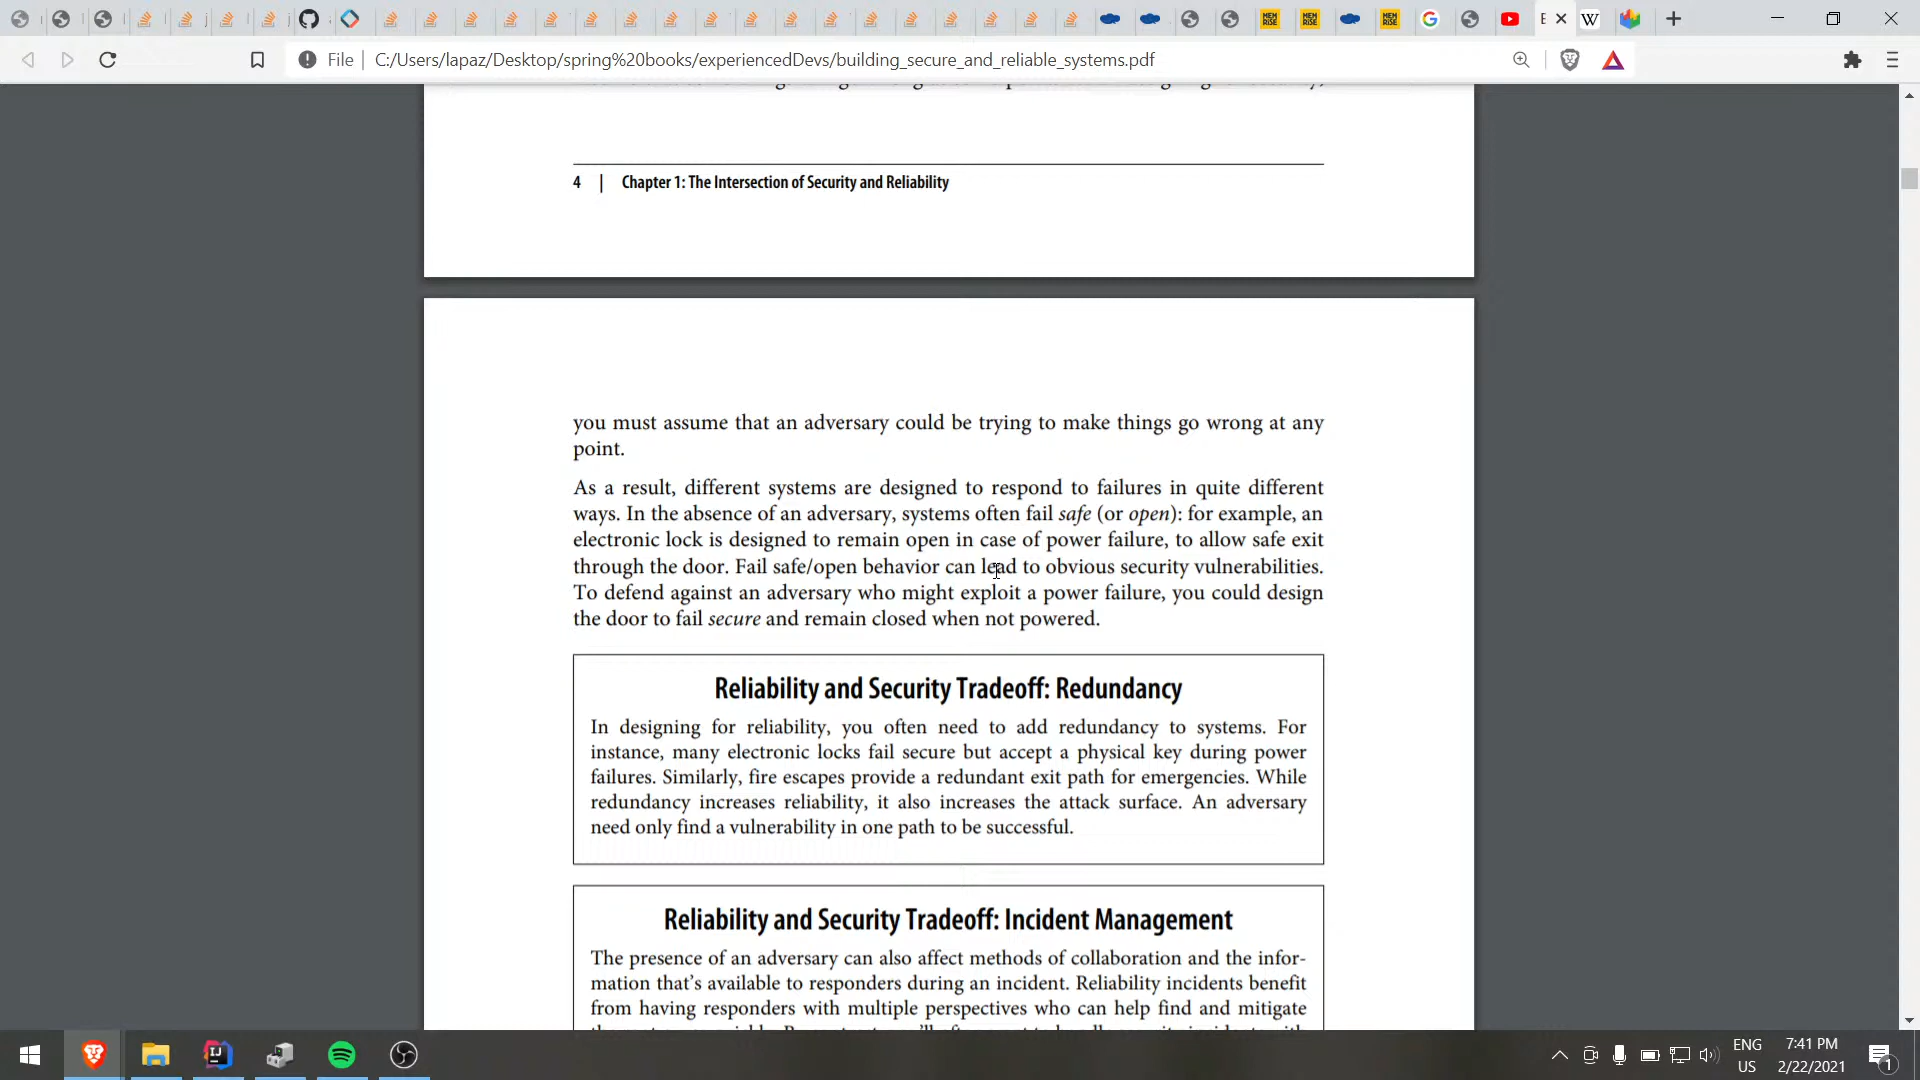 File
C:/Users/lapaz/Desktop/spring%20books/experiencedDevs/building_secure_and_reliable_systems.pdf
4 | Chapter 1: The Intersection of Security and Reliability
you must assume that an adversary could be trying to make things go wrong at any
point.
As a result, different systems are designed to respond to failures in quite different
ways. In the absence of an adversary, systems often fail safe (or open): for example, an
electronic lock is designed to remain open in case of power failure, to allow safe exit
through the door. Fail safe/open behavior can lead to obvious security vulnerabilities.
To defend against an adversary who might exploit a power failure, you could design
the door to fail secure and remain closed when not powered.
Reliability and Security Tradeoff: Redundancy
In designing for reliability, you often need to add redundancy to systems. For
instance, many electronic locks fail secure but accept a physical key during power
failures. Similarly, fire escapes provide a redundant exit path for emergencies. While
redundancy increases reliability, it also increases the attack surface. An adversary
need only find a vulnerability in one path to be successful.
Reliability and Security Tradeoff: Incident Management
The presence of an adversary can also affect methods of collaboration and the infor-
mation that's available to responders during an incident. Reliability incidents benefit
from having responders with multiple perspectives who can help find and mitigate
ENG
US
7:41 PM
2/22/2021
1